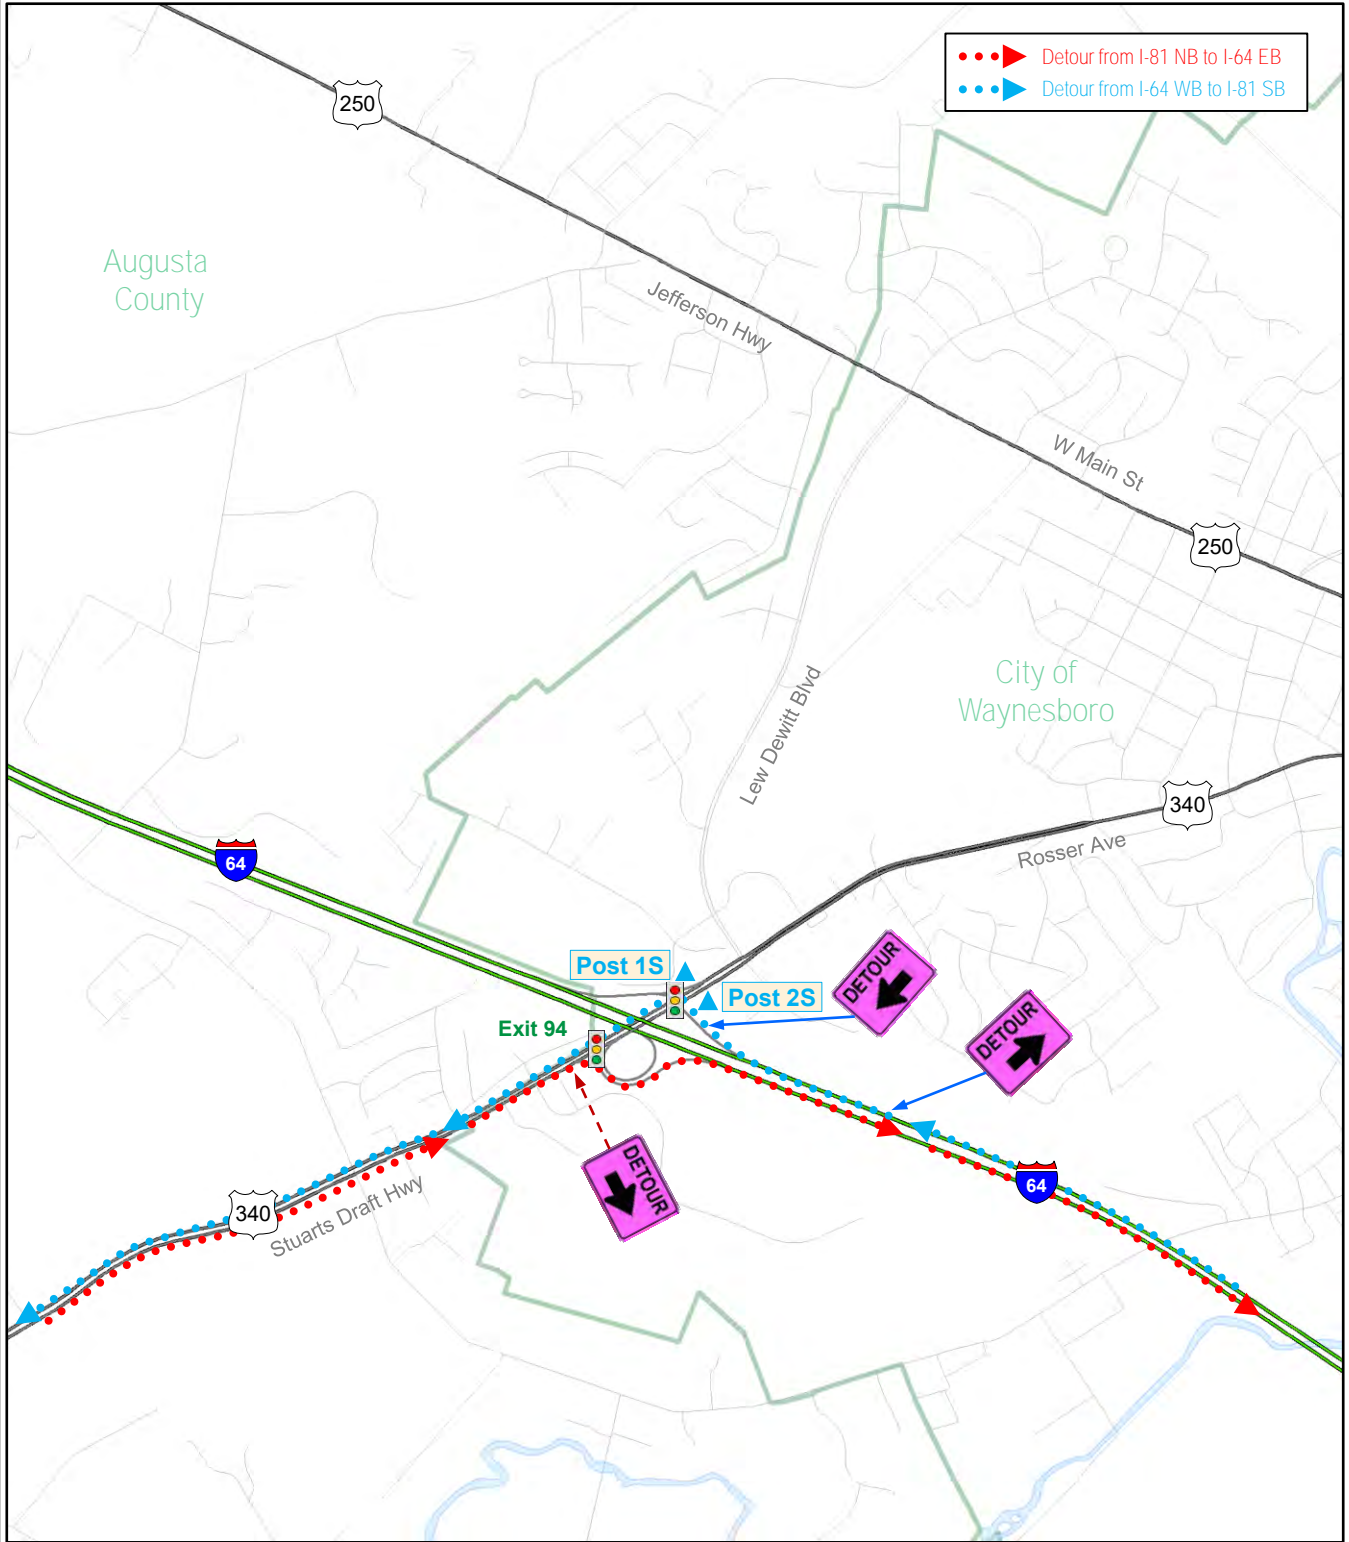 Detour from I-81 NB to I-64 EB
Detour from I-64 WB to I-81 SB
250
Augusta
County
Jefferson Hwy
W Main St
250
City of
Waynesboro
Lew Dewitt Blvd
340
Rosser Ave
64
Post 1S
DETOUR
Post 2S
Exit 94
DETOUR
DETOUR
64
340
Stuarts Draft Hwy